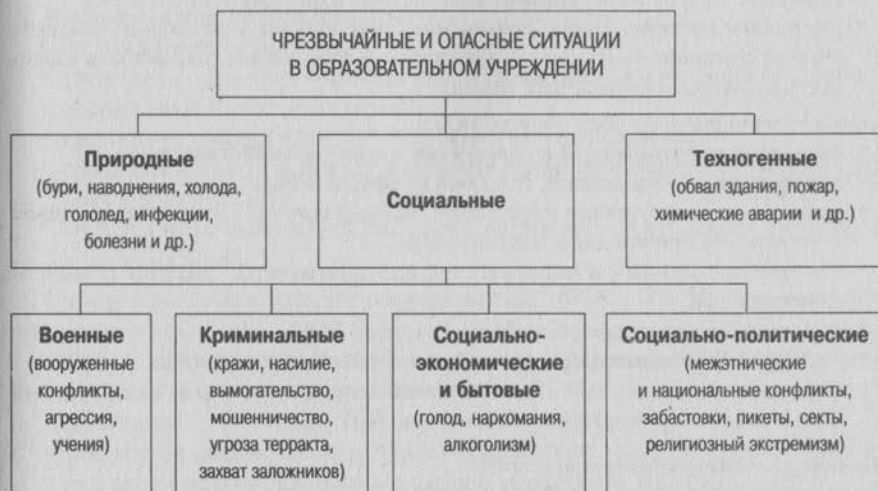 ЧРЕЗВЫЧАЙНЫЕ И ОПАСНЫЕ СИТУАЦИИ
В ОБРАЗОВАТЕЛЬНОМ УЧРЕЖДЕНИИ
Природные
(бури, наводнения, холода,
гололед, инфекции,
болезни и др.)
Социальные
Техногенные
(обвал здания, пожар,
химические аварии и др.)
Военные
(вооруженные
конфликты,
агрессия,
учения)
Криминальные
(кражи, насилие,
вымогательство,
мошенничество,
угроза терракта,
захват заложников)
Социально-
экономические
и бытовые
(голод, наркомания,
алкоголизм)
Социально-политические
(межэтнические
и национальные конфликты,
забастовки, пикеты, секты,
религиозный экстремизм)